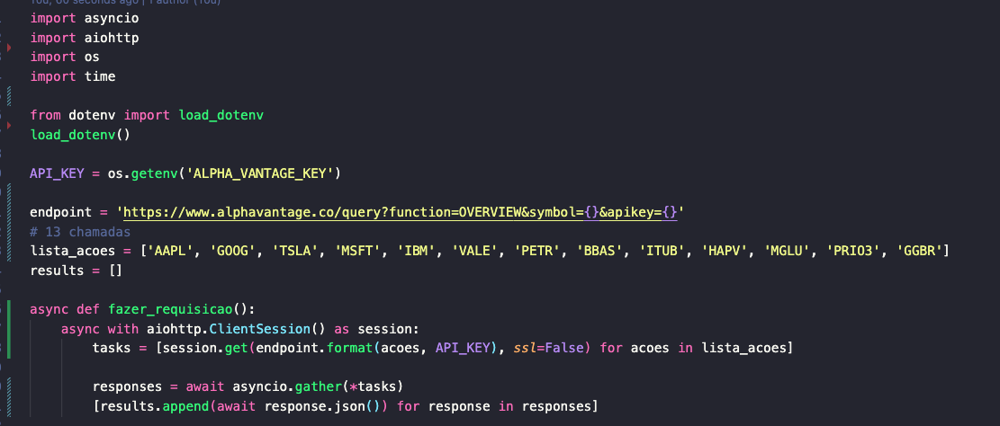 You, 60 seconds ago | 1 author (You)
import asyncio
import aiohttp
import os
import time
from dotenv import load_dotenv
load_dotenv()
API_KEY = os.getenv('ALPHA_VANTAGE_KEY')
endpoint = 'https://www.alphavantage.co/query?function=OVERVIEW&symbol={}&apikey={}'
# 13 chamadas
lista_acoes = ['AAPL', 'GOOG', 'TSLA', 'MSFT', 'IBM', 'VALE', 'PETR', 'BBAS', 'ITUB', 'HAPV', 'MGLU', 'PRIO3', 'GGBR']
results = []
async def fazer_requisicao():
    async with aiohttp.ClientSession() as session:
        tasks = [session.get(endpoint.format(acoes, API_KEY), ssl=False) for acoes in lista_acoes]
        responses = await asyncio.gather(*tasks)
        [results.append(await response.json()) for response in responses]